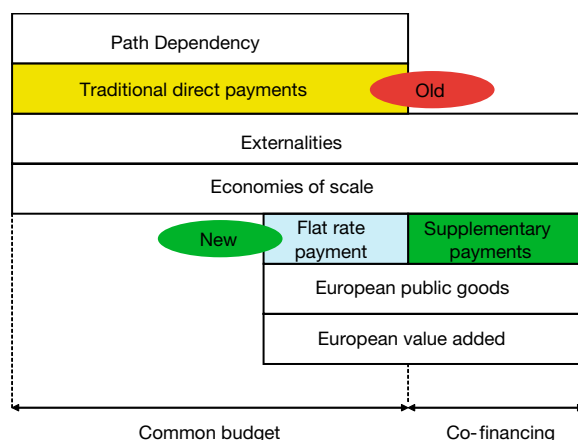 Path Dependency
Traditional direct payments
Old
Externalities
Economies of scale
New
Flat rate
payment
Supplementary
payments
European public goods
European value added
Common budget
Co-financing